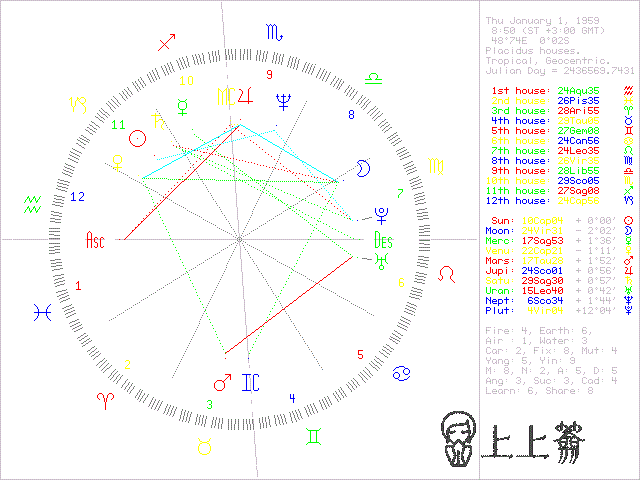 Thu January 1, 1959
8:50 (ST +3:00 GMT)
48°74E 0°02S
Placidus houses.
Tropical, Geocentric.
Julian Day = 2436569.7431
1st house: 24Aqu35
2nd house: 26Pis35
3rd house: 28Ari55
4th house: 29Tau05
5th house: 27Gem08
6th house: 24Can56
7th house: 24Leo35
8th house: 26Vir35
9th house: 28Lib55
10th house: 29Sco05
11th house: 27Sag08
12th house: 24Cap56
Sun: 10Cap04 + 0°00'
Moon: 24Vir31 - 2°02'
Merc: 17Sag53 + 1°36'
Venu: 22Cap21 - 1°11'
Mars: 17Tau23 + 1°52'
Jupi: 24Sco01 + 0°56'
Satu: 29Sag30 + 0°57'
Uran: 15Leo40 + 0°42'
Nept: 6Sco34 + 1°44'
Plut: 4Vir04 +12°04'
Fire: 4, Earth: 6,
Air : 1, Water: 3
Car: 2, Fix: 8, Mut: 4
Yang: 5, Yin: 9
M: 8, N: 2, A: 5, D: 5
Ang: 3, Suc: 3, Cad: 4
Learn: 6, Share: 8
9
10
MC
8
11
12
7
Asc
Des
1
6
2
5
3
IC
4
上上